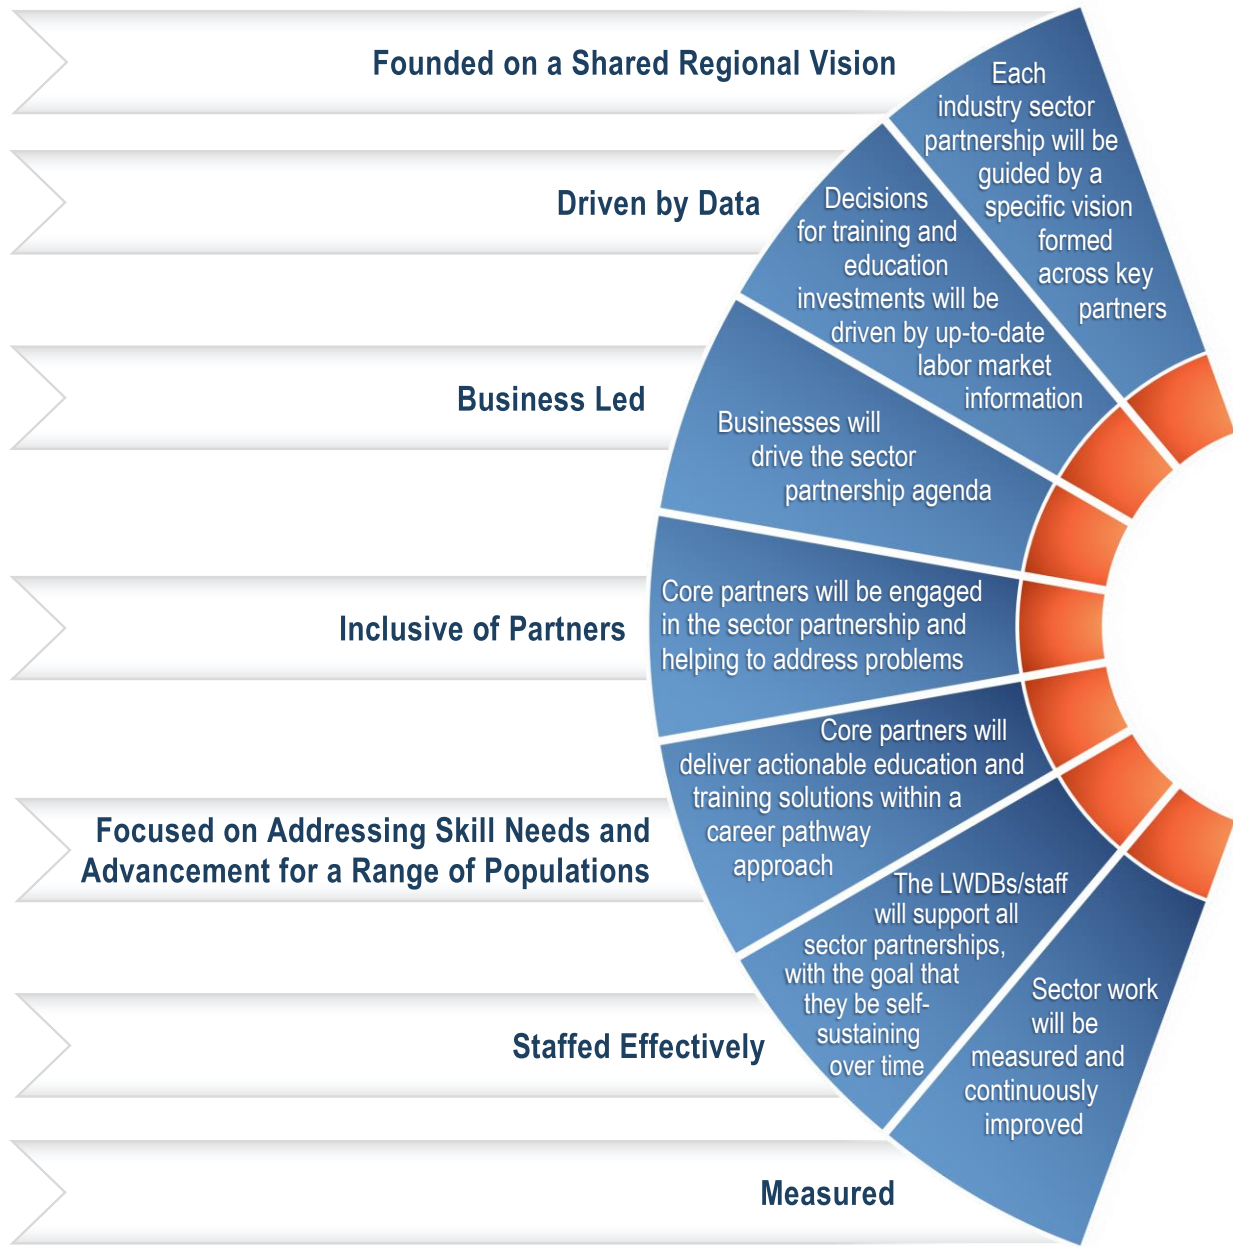 Founded on a Shared Regional Vision
Each
industry sector
partnership will be
guided by a
specific vision
formed
across key
partners
Driven by Data
Decisions
for training and
education
investments will be
driven by up-to-date
labor market
information
Business Led
Businesses will
drive the sector
partnership agenda
Inclusive of Partners
Core partners will be engaged
in the sector partnership and
helping to address problems
Focused on Addressing Skill Needs and
Advancement for a Range of Populations
Core partners will
deliver actionable education and
training solutions within a
career pathway
approach
Staffed Effectively
The LWDBs/staff
will support all
sector partnerships,
with the goal that
they be self-
sustaining
over time
Measured
Sector work
will be
measured and
continuously
improved